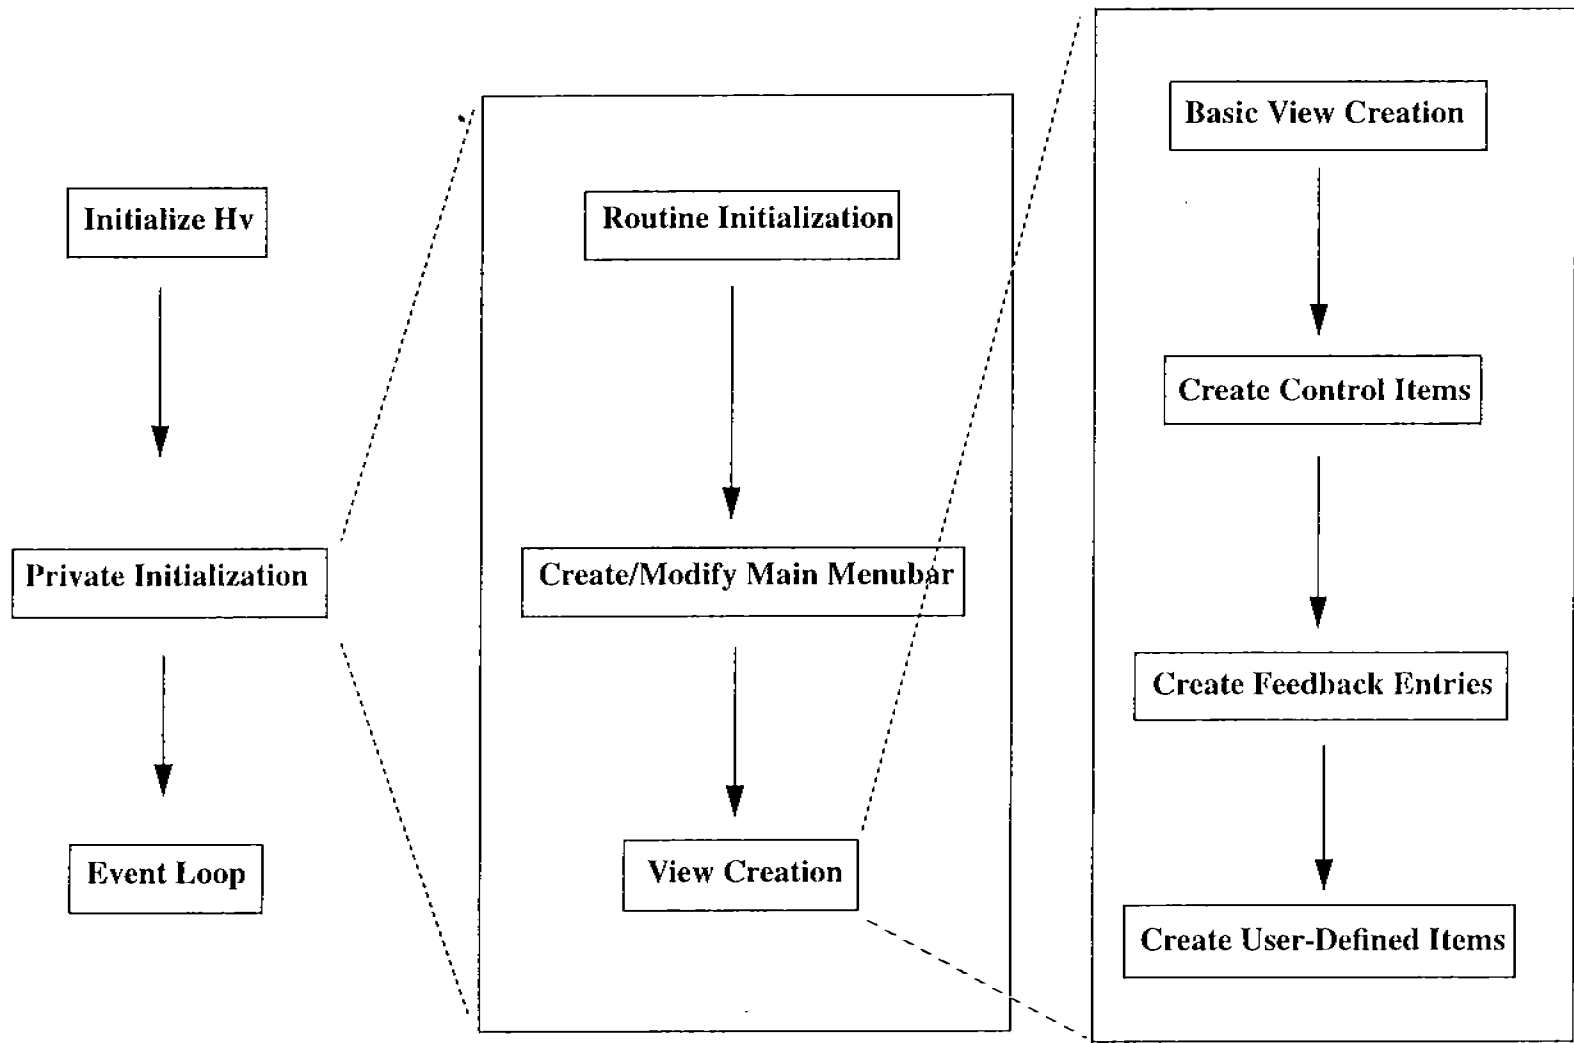 Initialize Hv
Private Initialization
Event Loop
Routine Initialization
Create/Modify Main Menubar
View Creation
Basic View Creation
Create Control Items
Create Feedback Entries
Create User-Defined Items